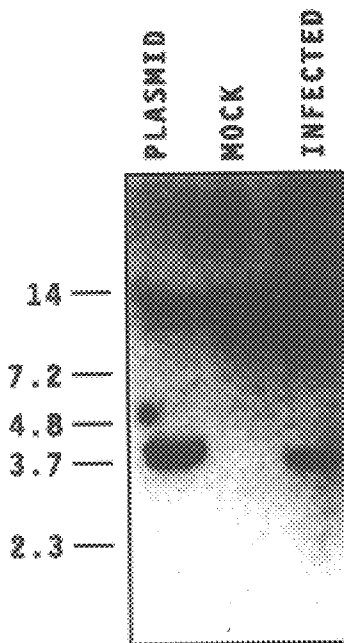 PLASMID
MOCK
INFECTED
14
7.2
4.8
3.7
2.3